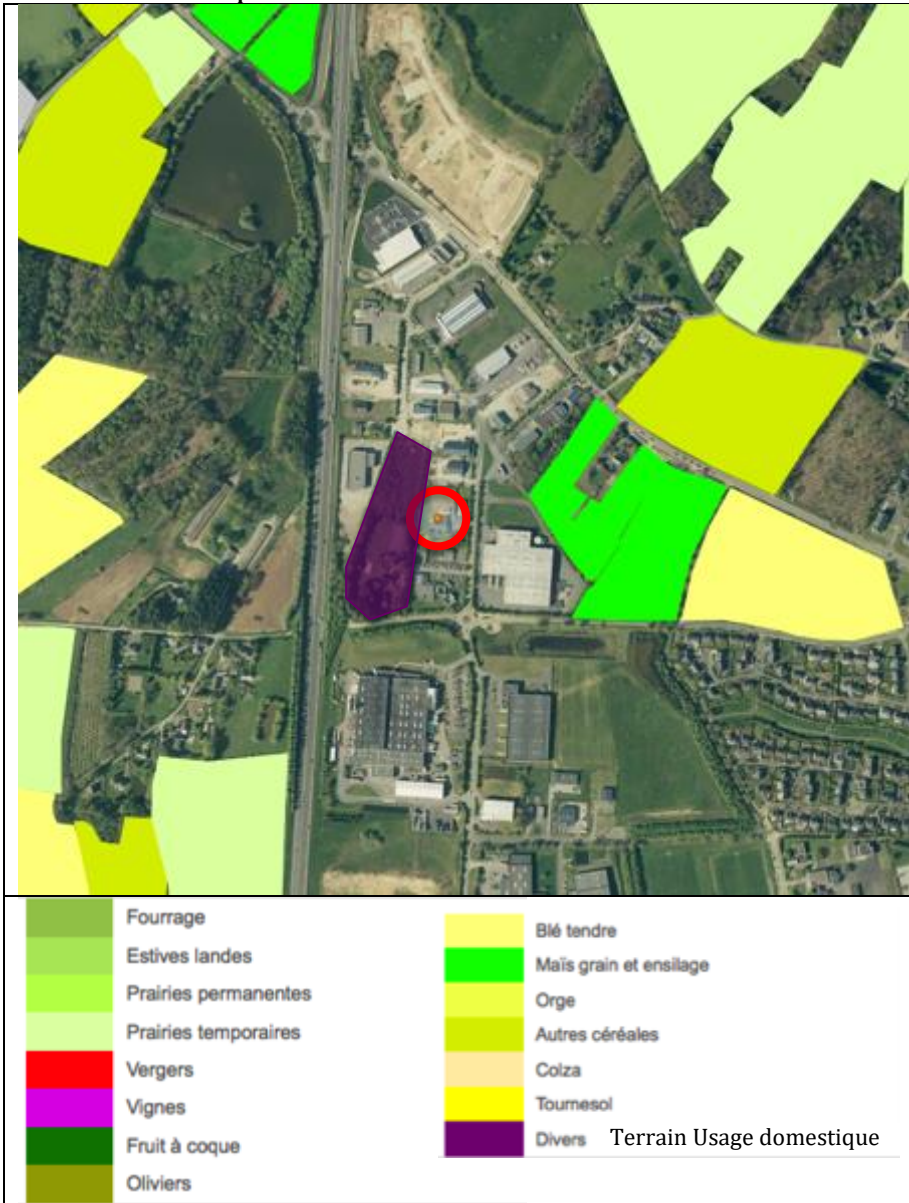 Fourrage
Estives landes
Prairies permanentes
Prairies temporaires
Vergers
Vignes
Fruit à coque
Oliviers
Blé tendre
Maïs grain et ensilage
Orge
Autres céréales
Colza
Tournesol
Divers Terrain Usage domestique